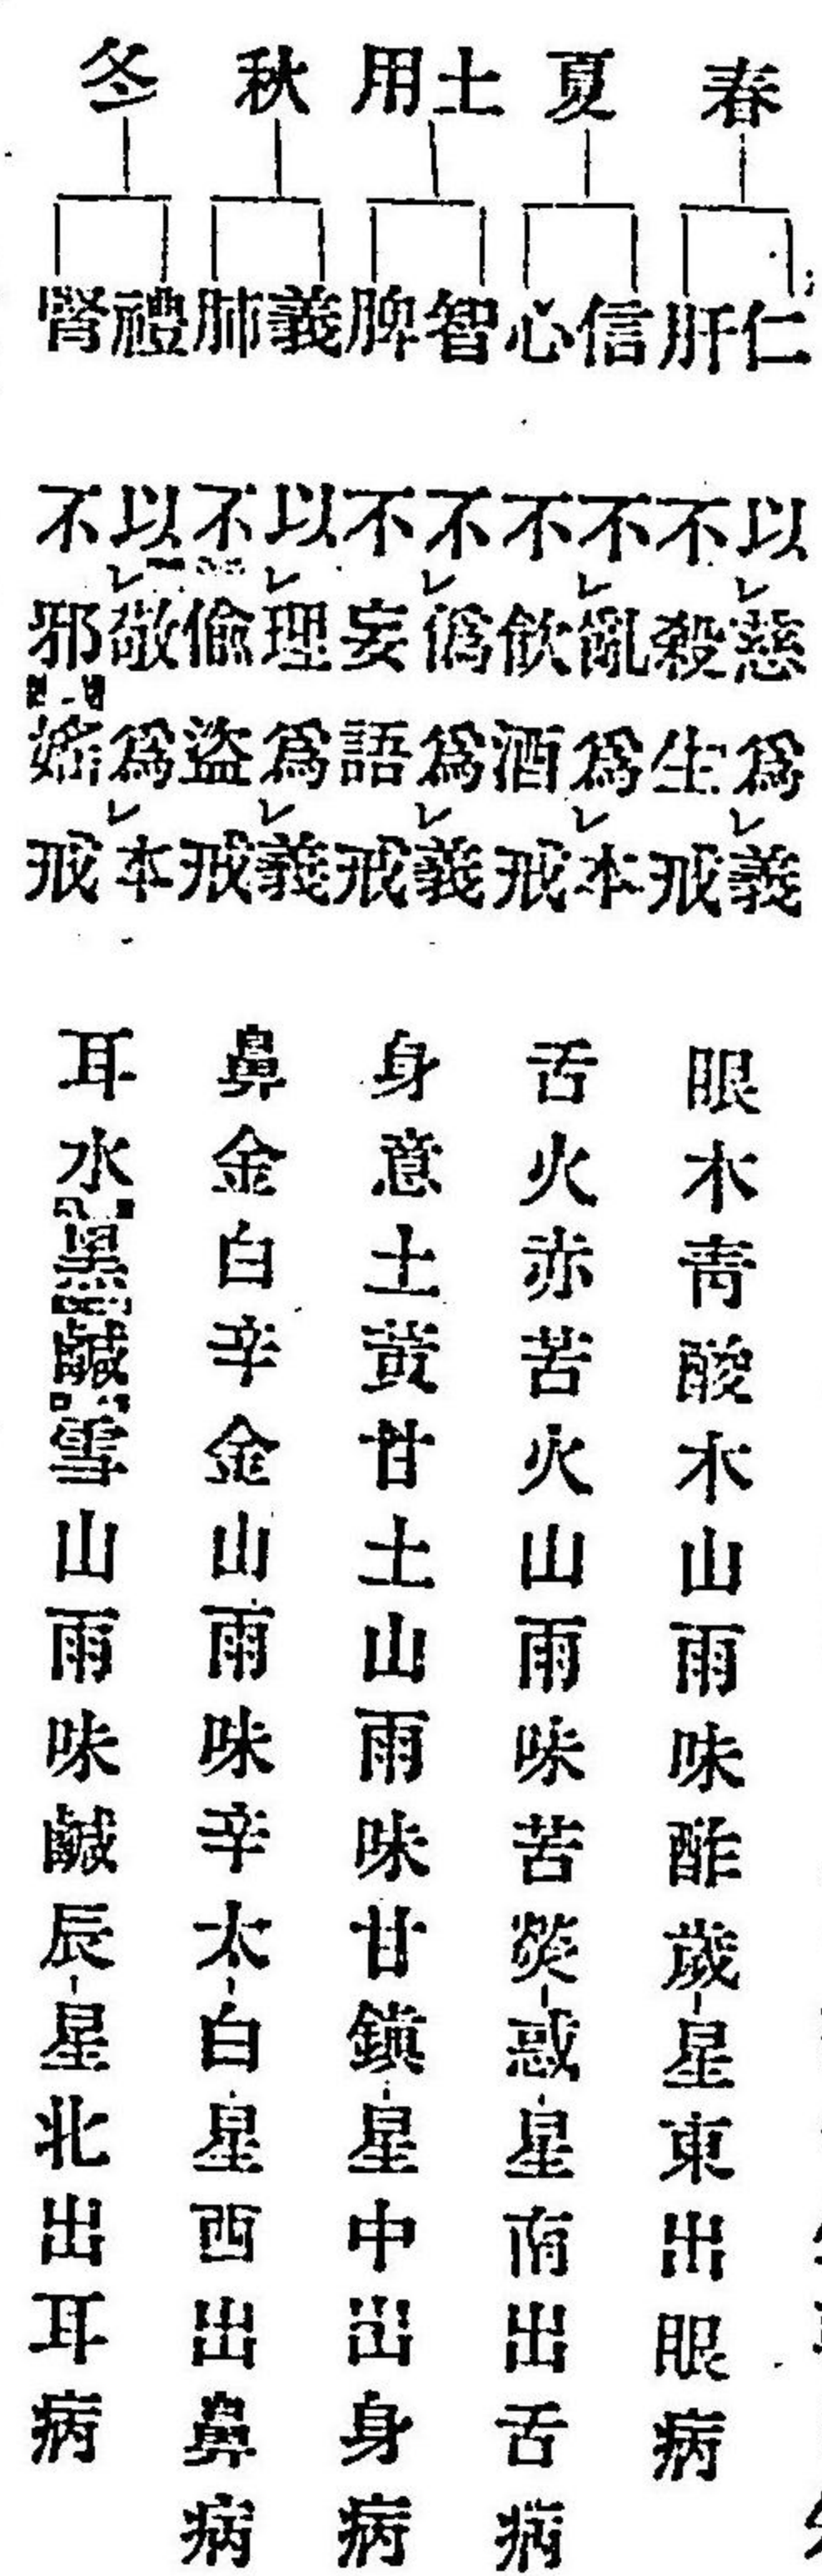 春
仁 以慈爲義
肝 不殺生戒
眼木靑酸木山雨味酢歲星東出眼病
夏
信 不亂爲本
心 不飮酒戒
舌火赤苦火山雨味苦熒惑星南出舌病
土用
智 不僞爲義
脾 不妄語戒
身意土黃甘土山雨味甘鎭星中出身病
秋
義 以理爲義
肺 不偸盜戒
鼻金白辛金山雨味辛太白星西出鼻病
冬
禮 以敬爲本
腎 不邪婬戒
耳水黑鹹雪山雨味鹹辰星北出耳病